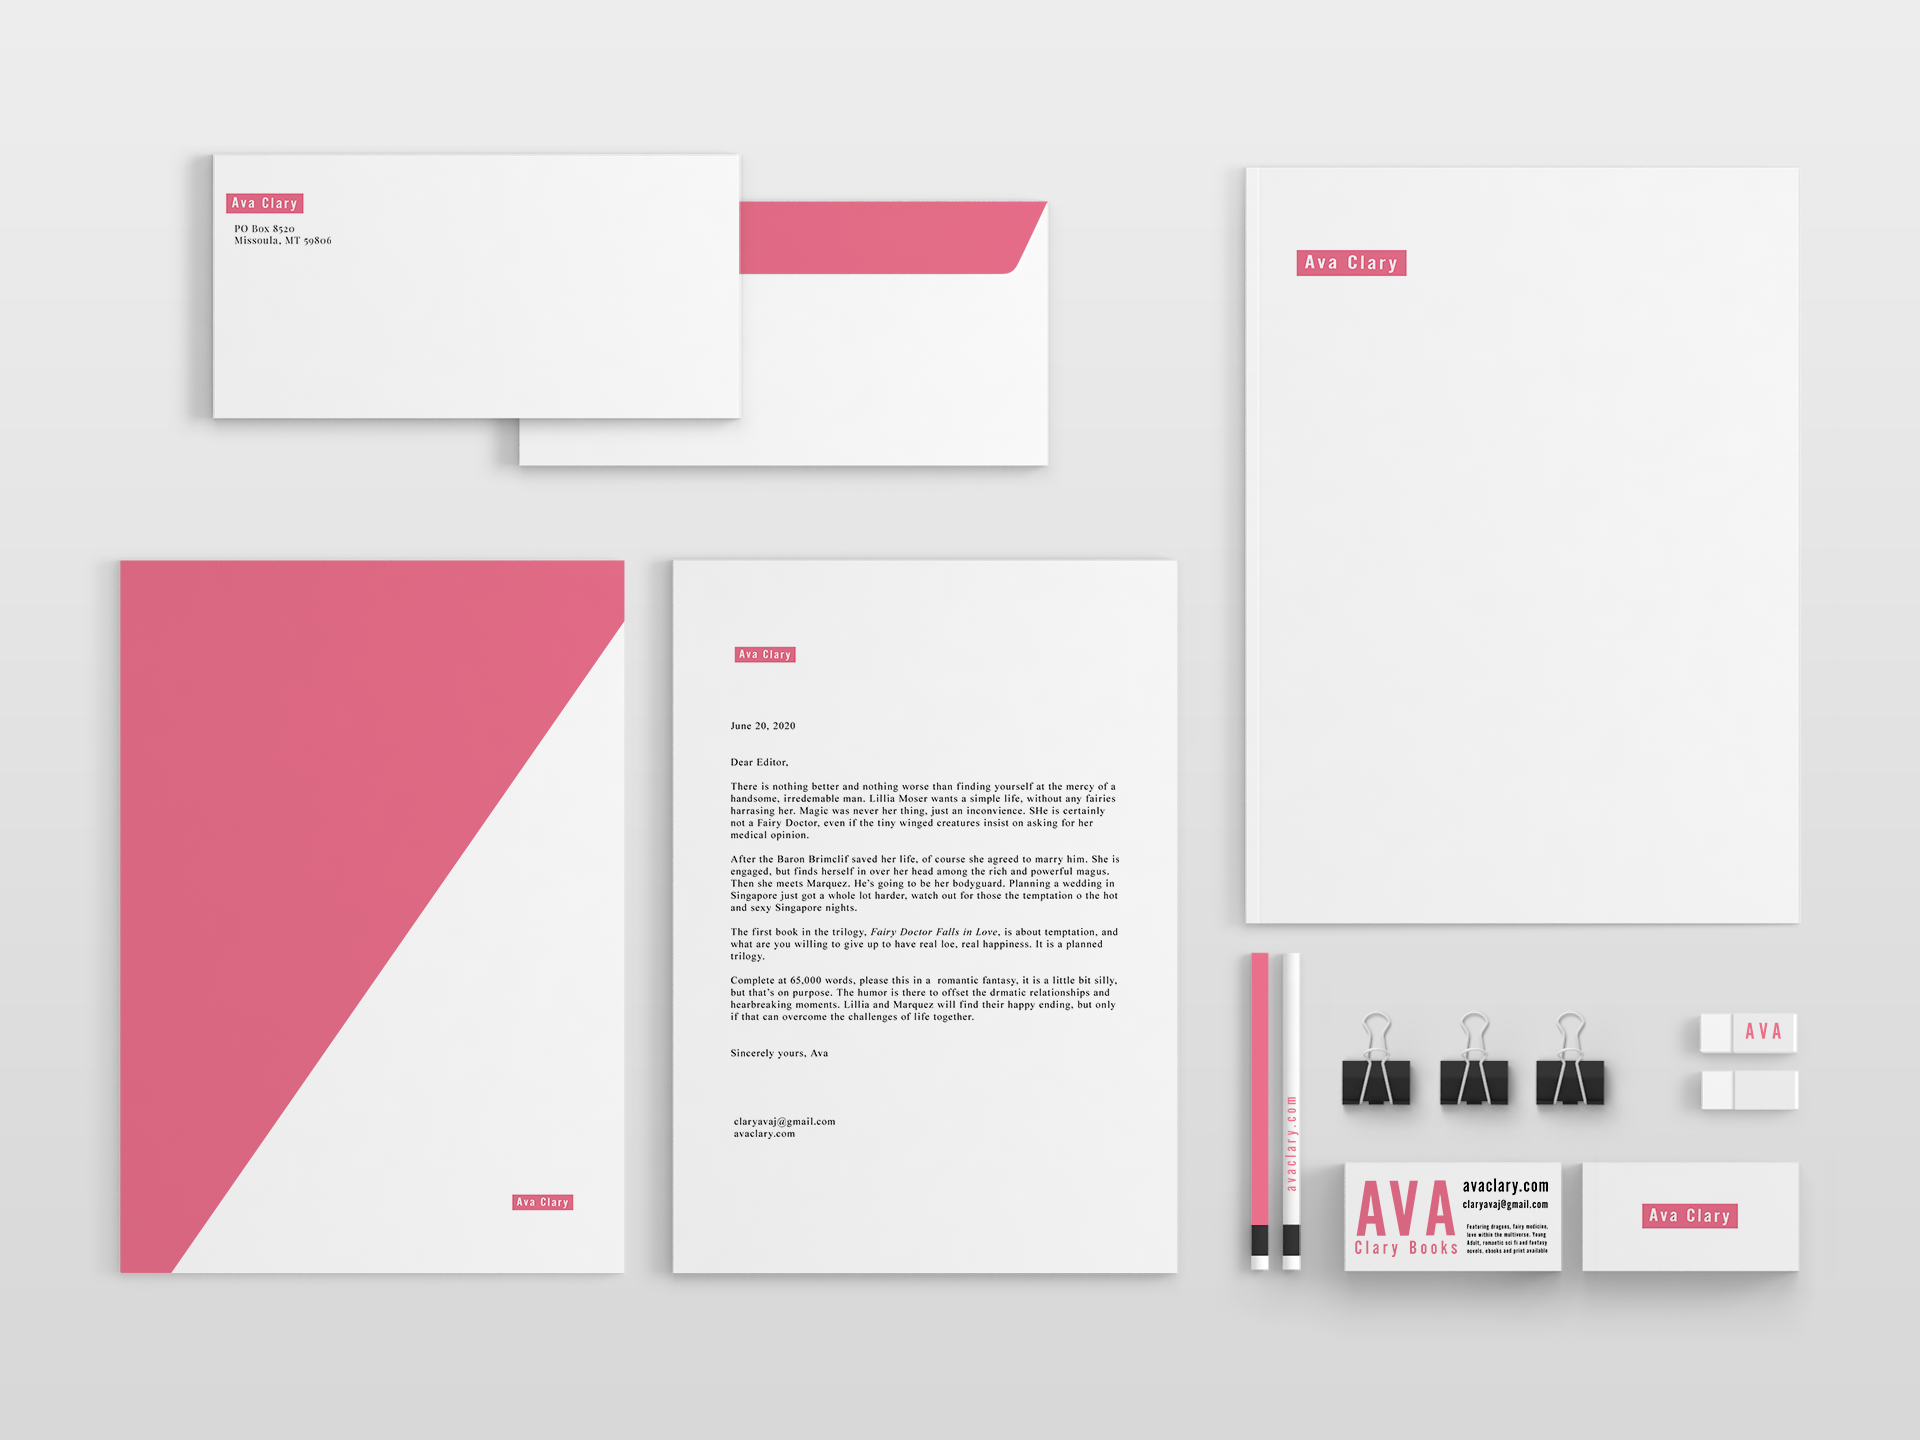 Ava Clary
PO Box 8520
Missoula, MT 59806
Ava Clary
Ava Clary
Ava Clary
June 20, 2020
Dear Editor,
There is nothing better and nothing worse than finding yourself at the mercy of a
handsome, irredemable man. Lillia Moser wants a simple life, without any fairies
harrasing her. Magic was never her thing, just an inconvience. SHe is certainly
not a Fairy Doctor, even if the tiny winged creatures insist on asking for her
medical opinion.
After the Baron Brimclif saved her life, of course she agreed to marry him. She is
engaged, but finds herself in over her head among the rich and powerful magus.
Then she meets Marquez. He's going to be her bodyguard. Planning a wedding in
Singapore just got a whole lot harder, watch out for those the temptation o the hot
and sexy Singapore nights.
The first book in the trilogy, Fairy Doctor Falls in Love, is about temptation, and
what are you willing to give up to have real loe, real happiness. It is a planned
trilogy.
Complete at 65,000 words, please this in a  romantic fantasy, it is a little bit silly,
but that's on purpose. The humor is there to offset the drmatic relationships and
hearbreaking moments. Lillia and Marquez will find their happy ending, but only
if that can overcome the challenges of life together.
Sincerely yours, Ava
claryavaj@gmail.com
avaclary.com
avaclary.com
AVA
AVA
Clary Books
avaclary.com
claryavaj@gmail.com
Featuring dragons, fairy medicine,
love within the multiverse. Young
Adult, romantic sci fi and fantasy
novels, ebooks and print available
Ava Clary